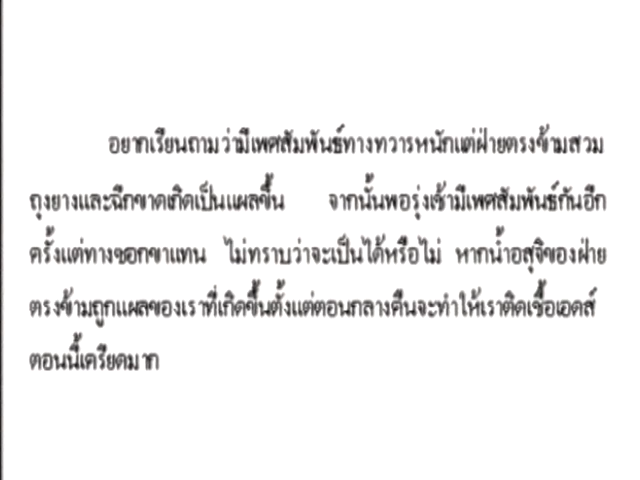 อยากเรียนถามว่ามีเพศสัมพันธ์ทางทวารหนักแต่ฝ่ายตรงข้ามสวม
ถุงยางและฉีกขาดเกิดเป็นแผลขึ้น จากนั้นพอรุ่งเช้ามีเพศสัมพันธ์กันอีก
ครั้งแต่ทางซอกขาแทน ไม่ทราบว่าจะเป็นได้หรือไม่ หากน้ำอสุจิของฝ่าย
ตรงข้ามถูกแผลของเราที่เกิดขึ้นตั้งแต่ตอนกลางคืนจะทำให้เราติดเชื้อเอดส์
ตอนนี้เครียดมาก